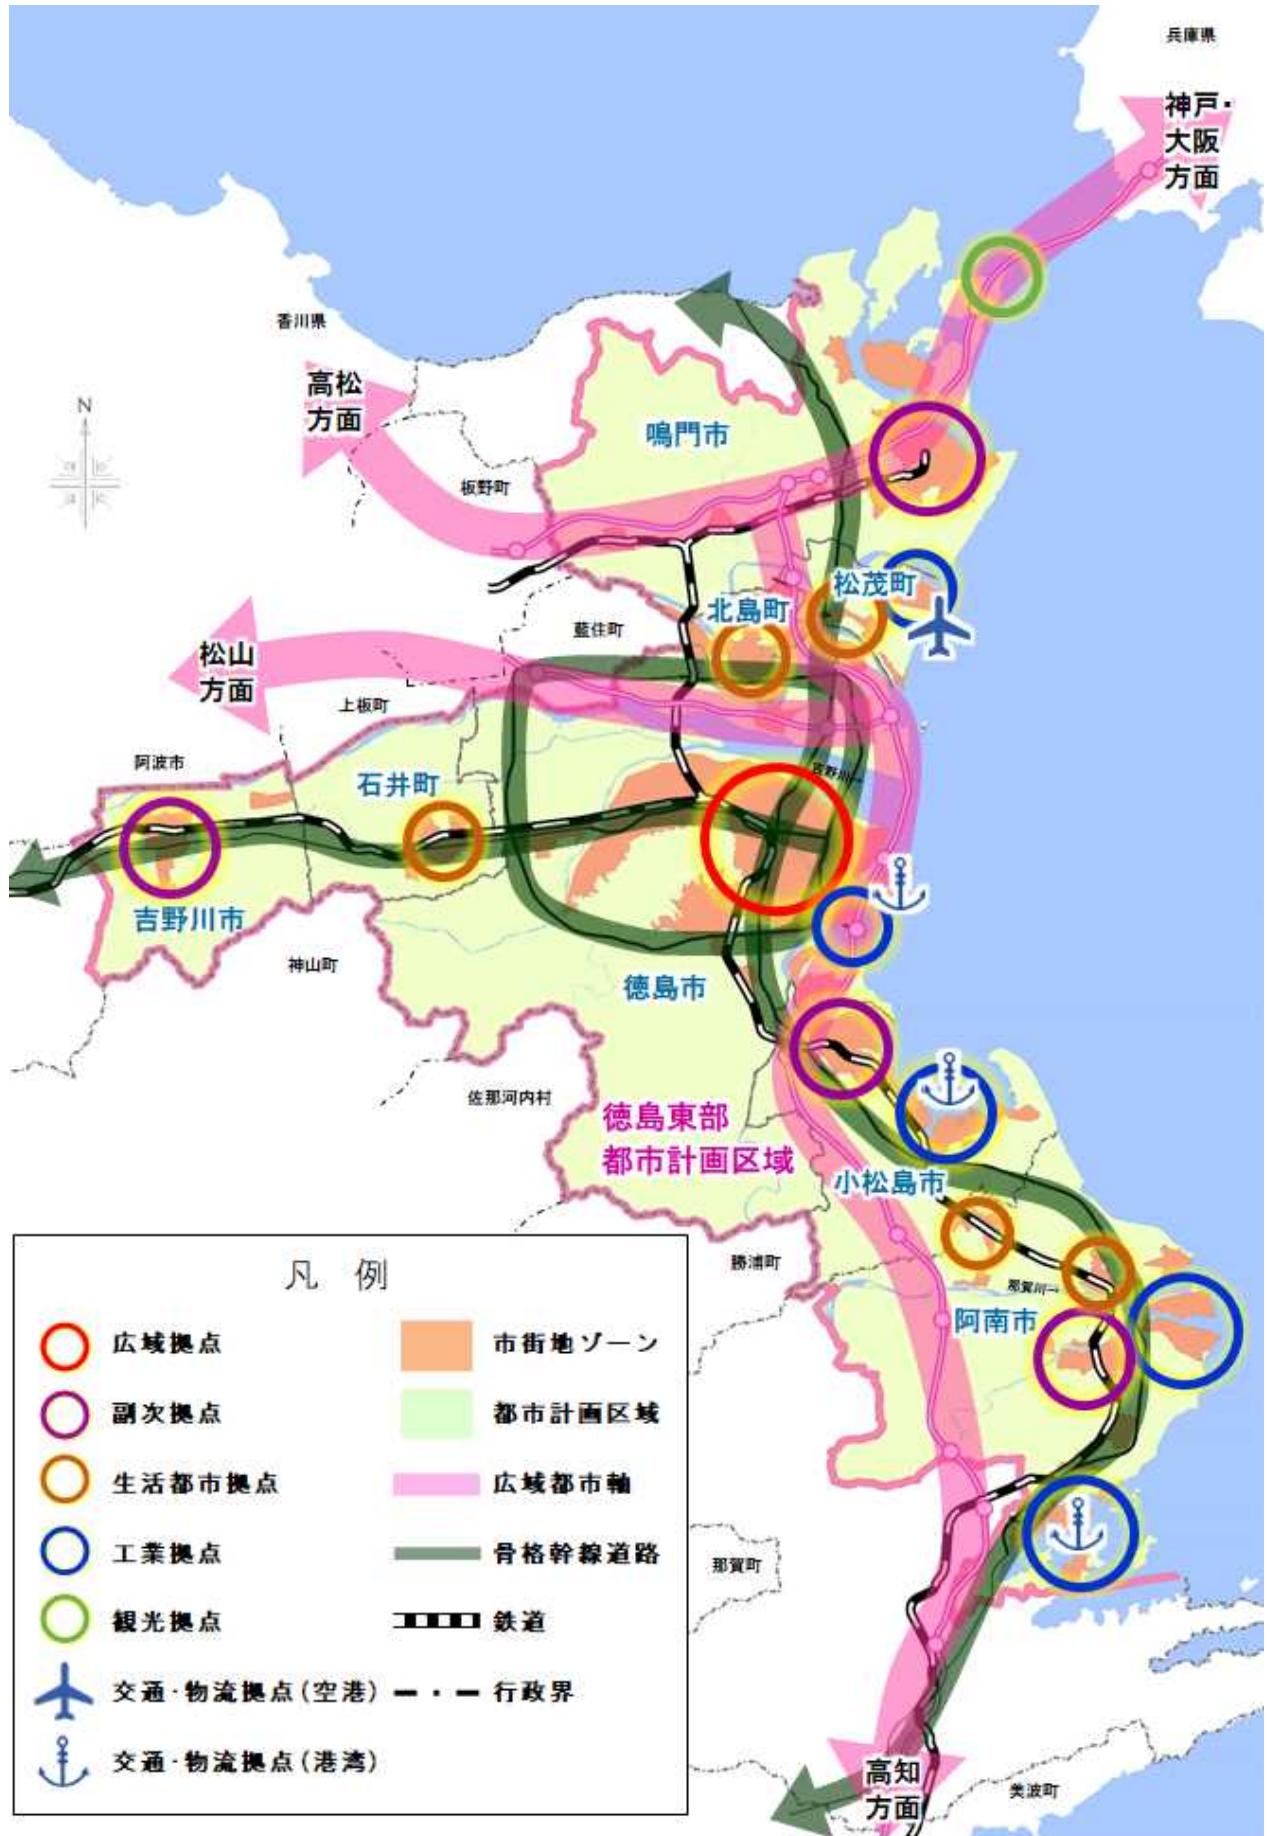 兵庫県
神戸・
大阪
方面
香川県
高松
方面
N
鳴門市
板野町
松茂町
北島町
藍住町
松山
方面
上板町
阿波市
石井町
吉野川→
吉野川市
神山町
徳島市
佐那河内村
徳島東部
都市計画区域
小松島市
勝浦町
那賀川→
阿南市
那賀町
高知
方面
美波町
凡 例
広域拠点
市街地ゾーン
副次拠点
都市計画区域
生活都市拠点
広域都市軸
工業拠点
骨格幹線道路
観光拠点
鉄道
交通・物流拠点(空港)
行政界
交通・物流拠点(港湾)